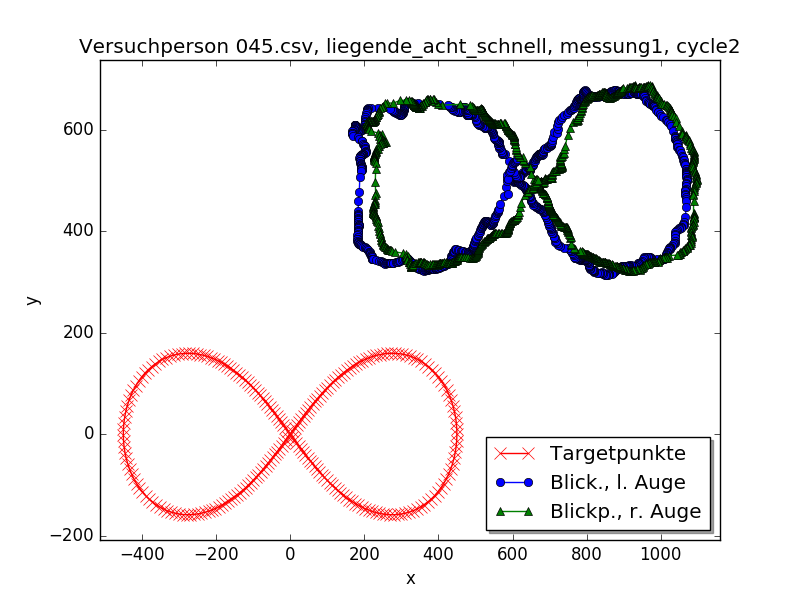 Versuchperson 045.csv, liegende_acht_schnell, messung1, cycle2
y
600
400
200
0
−200
−400
−200
0
200
400
600
800
1000
x
Targetpunkte
Blick., l. Auge
Blickp., r. Auge